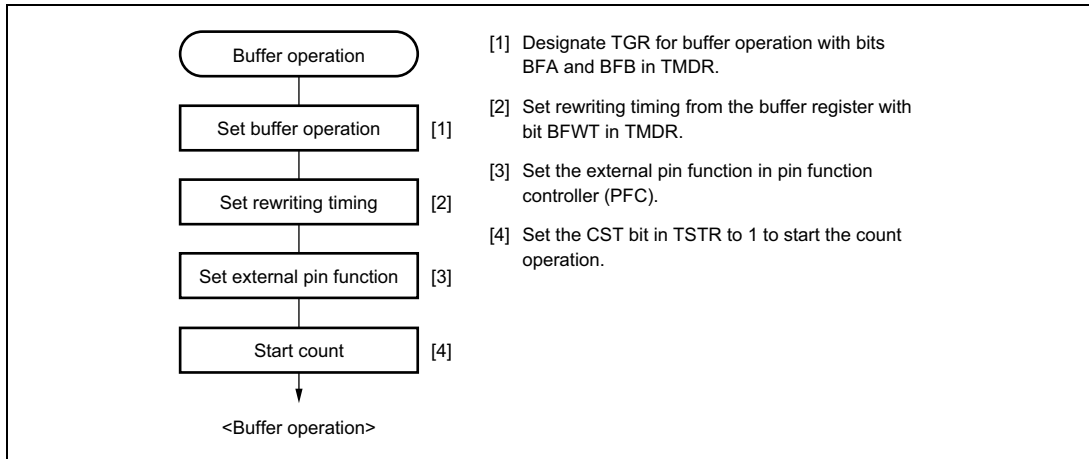 Buffer operation
Set buffer operation [1]
Set rewriting timing [2]
Set external pin function [3]
Start count [4]
<Buffer operation>
[1] Designate TGR for buffer operation with bits
BFA and BFB in TMDR.
[2] Set rewriting timing from the buffer register with
bit BFWT in TMDR.
[3] Set the external pin function in pin function
controller (PFC).
[4] Set the CST bit in TSTR to 1 to start the count
operation.